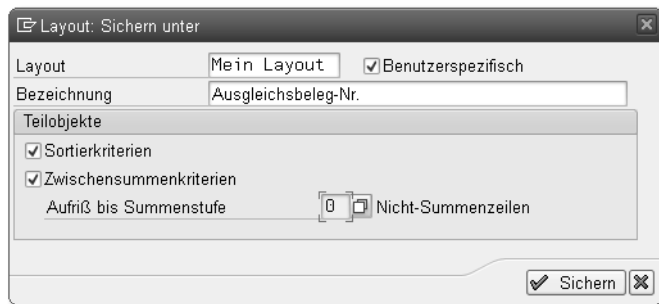 Layout: Sichern unter
Layout Mein Layout Benutzerspezifisch
Bezeichnung Ausgleichsbeleg-Nr.
Teilobjekte
Sortierkriterien
Zwischensummenkriterien
Aufriß bis Summenstufe 0 Nicht-Summenzeilen
Sichern